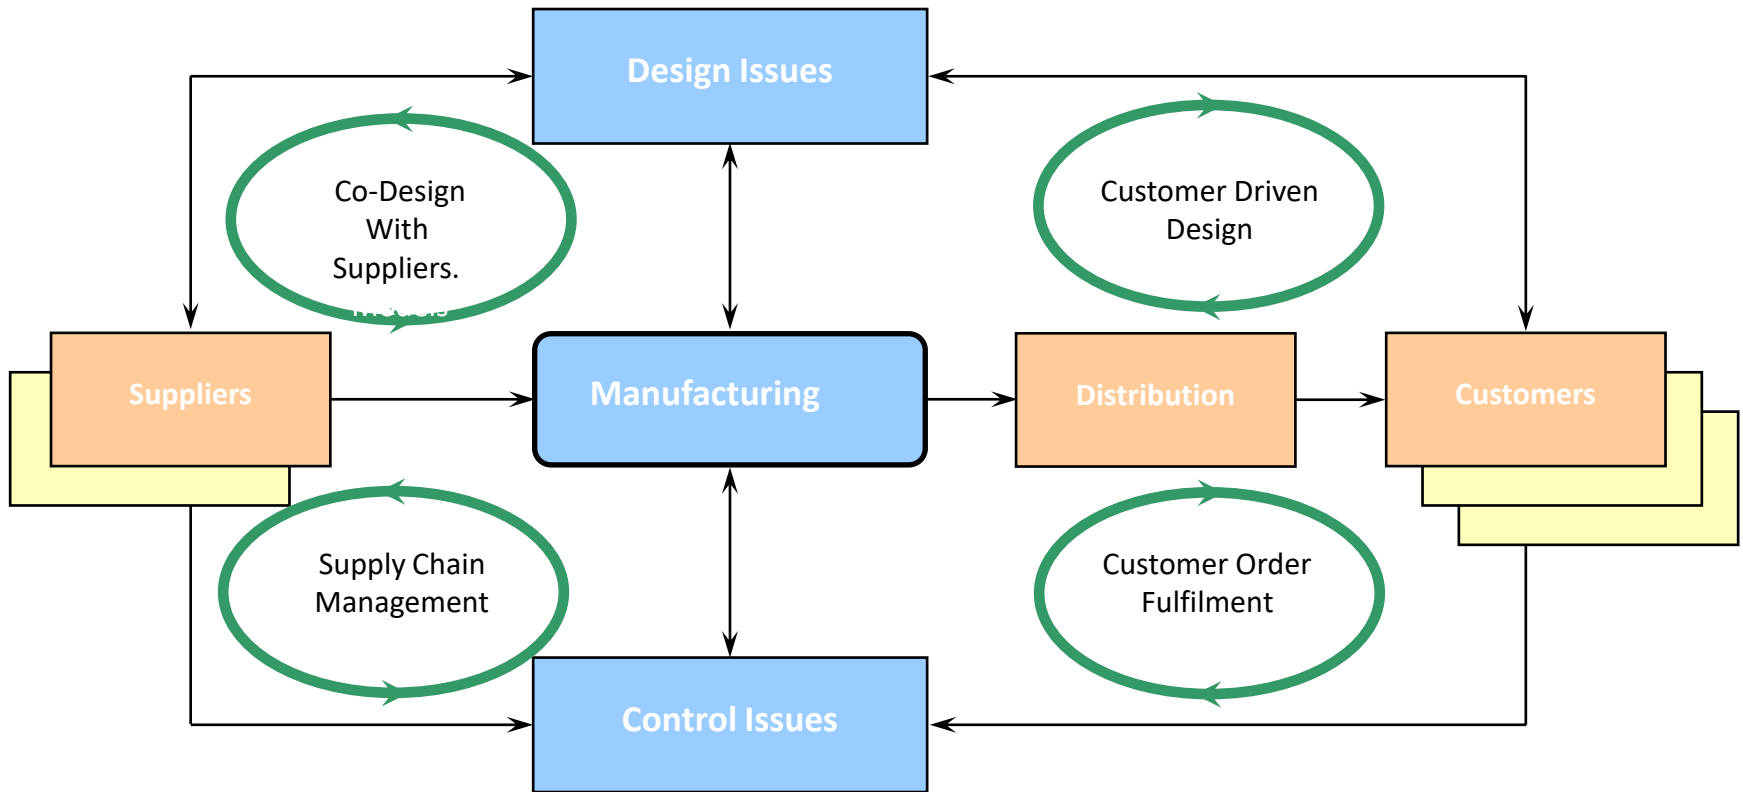 Design Issues
Co-Design
With
Suppliers.
Models
Customer Driven
Design
Suppliers
Manufacturing
Distribution
Customers
Supply Chain
Management
Customer Order
Fulfilment
Control Issues